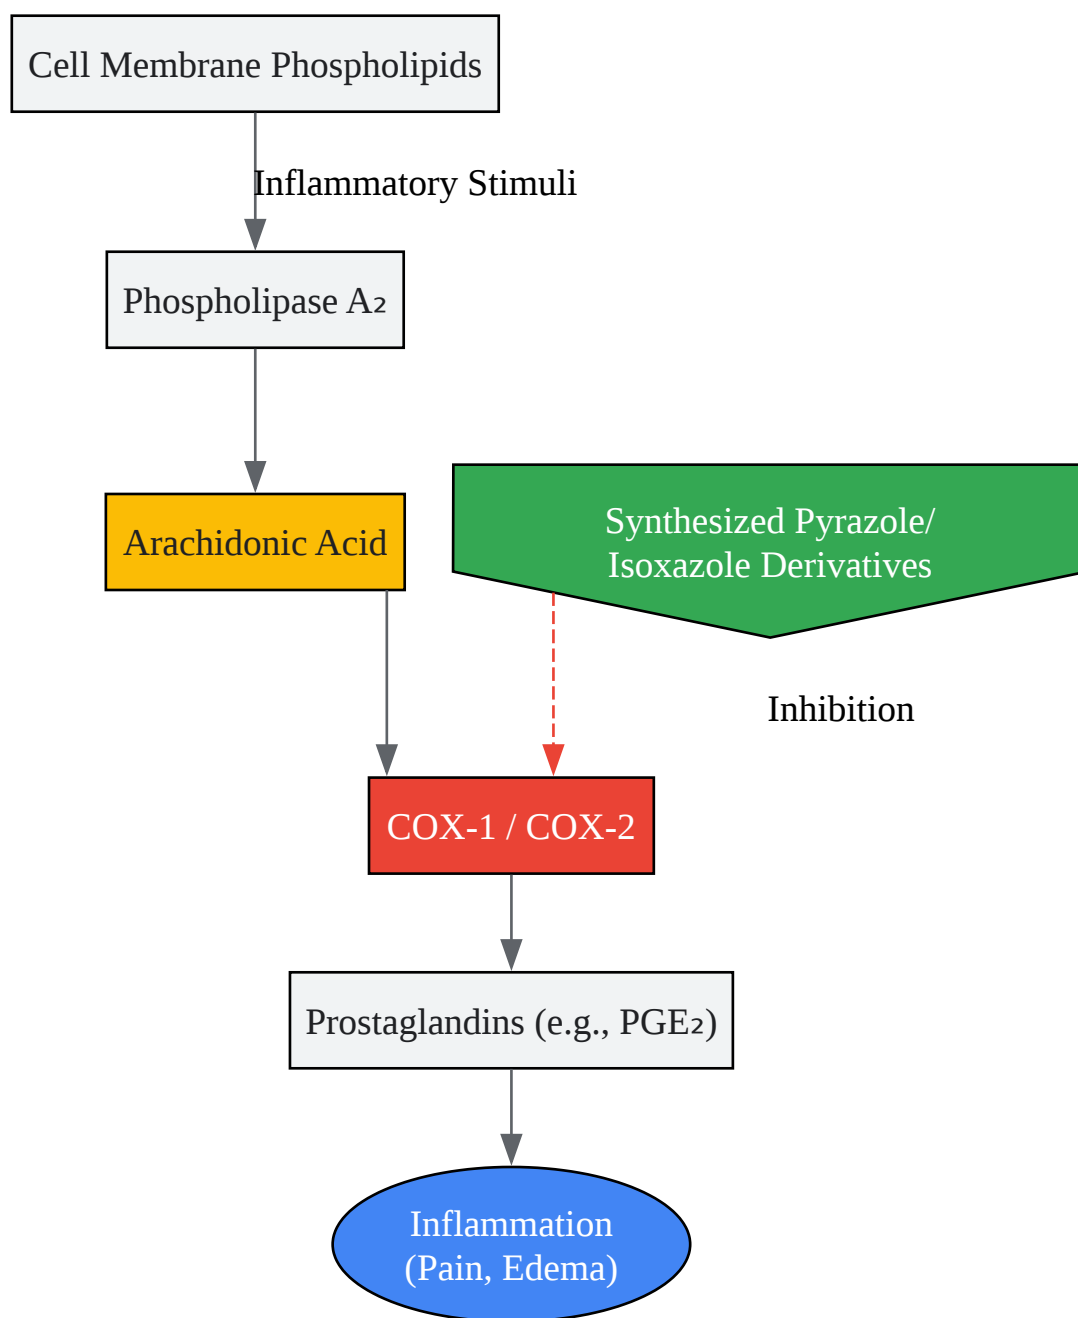 Cell Membrane Phospholipids
Inflammatory Stimuli
Phospholipase A₂
Synthesized Pyrazole/
Isoxazole Derivatives
Arachidonic Acid
Inhibition
COX-1 / COX-2
Prostaglandins (e.g., PGE₂)
Inflammation
(Pain, Edema)